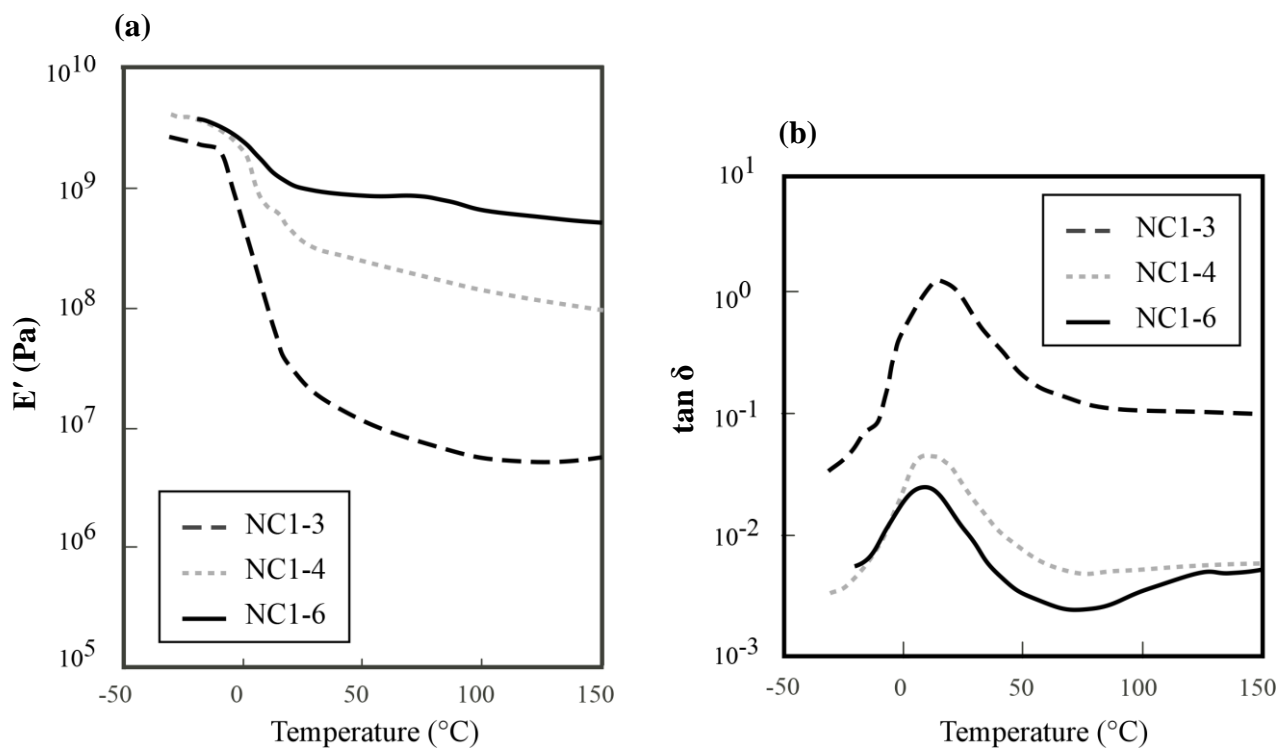 (a)
10^10
10^9
10^8
10^7
10^6
10^5
E′ (Pa)
NC1-3
NC1-4
NC1-6
-50 0 50 100 150
Temperature (°C)
(b)
10^1
10^0
10^-1
10^-2
10^-3
tan δ
NC1-3
NC1-4
NC1-6
-50 0 50 100 150
Temperature (°C)